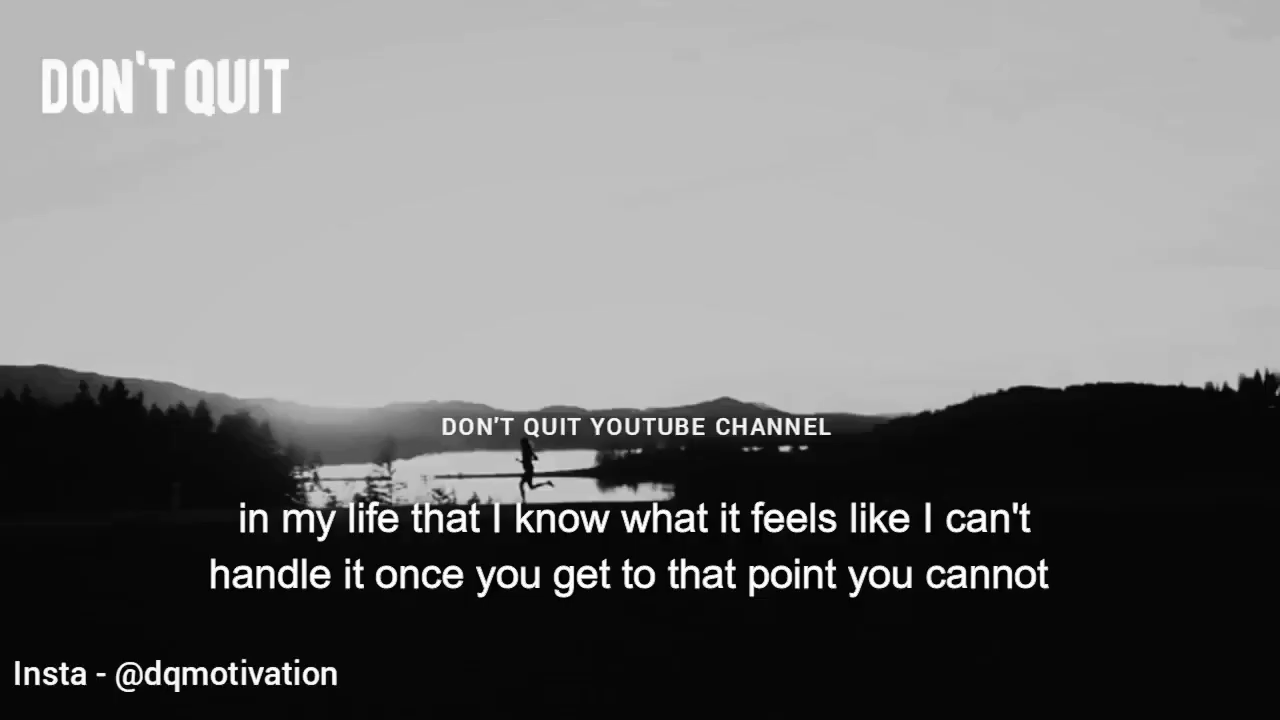 DON'T QUIT
DON'T QUIT YOUTUBE CHANNEL
in my life that I know what it feels like I can't
handle it once you get to that point you cannot
Insta - @dqmotivation